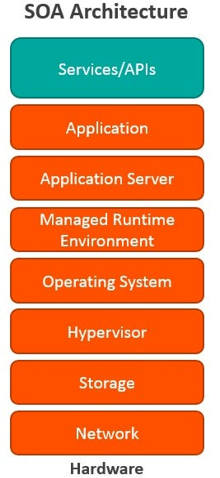 SOA Architecture
Services/APIs
Application
Application Server
Managed Runtime
Environment
Operating System
Hypervisor
Storage
Network
Hardware